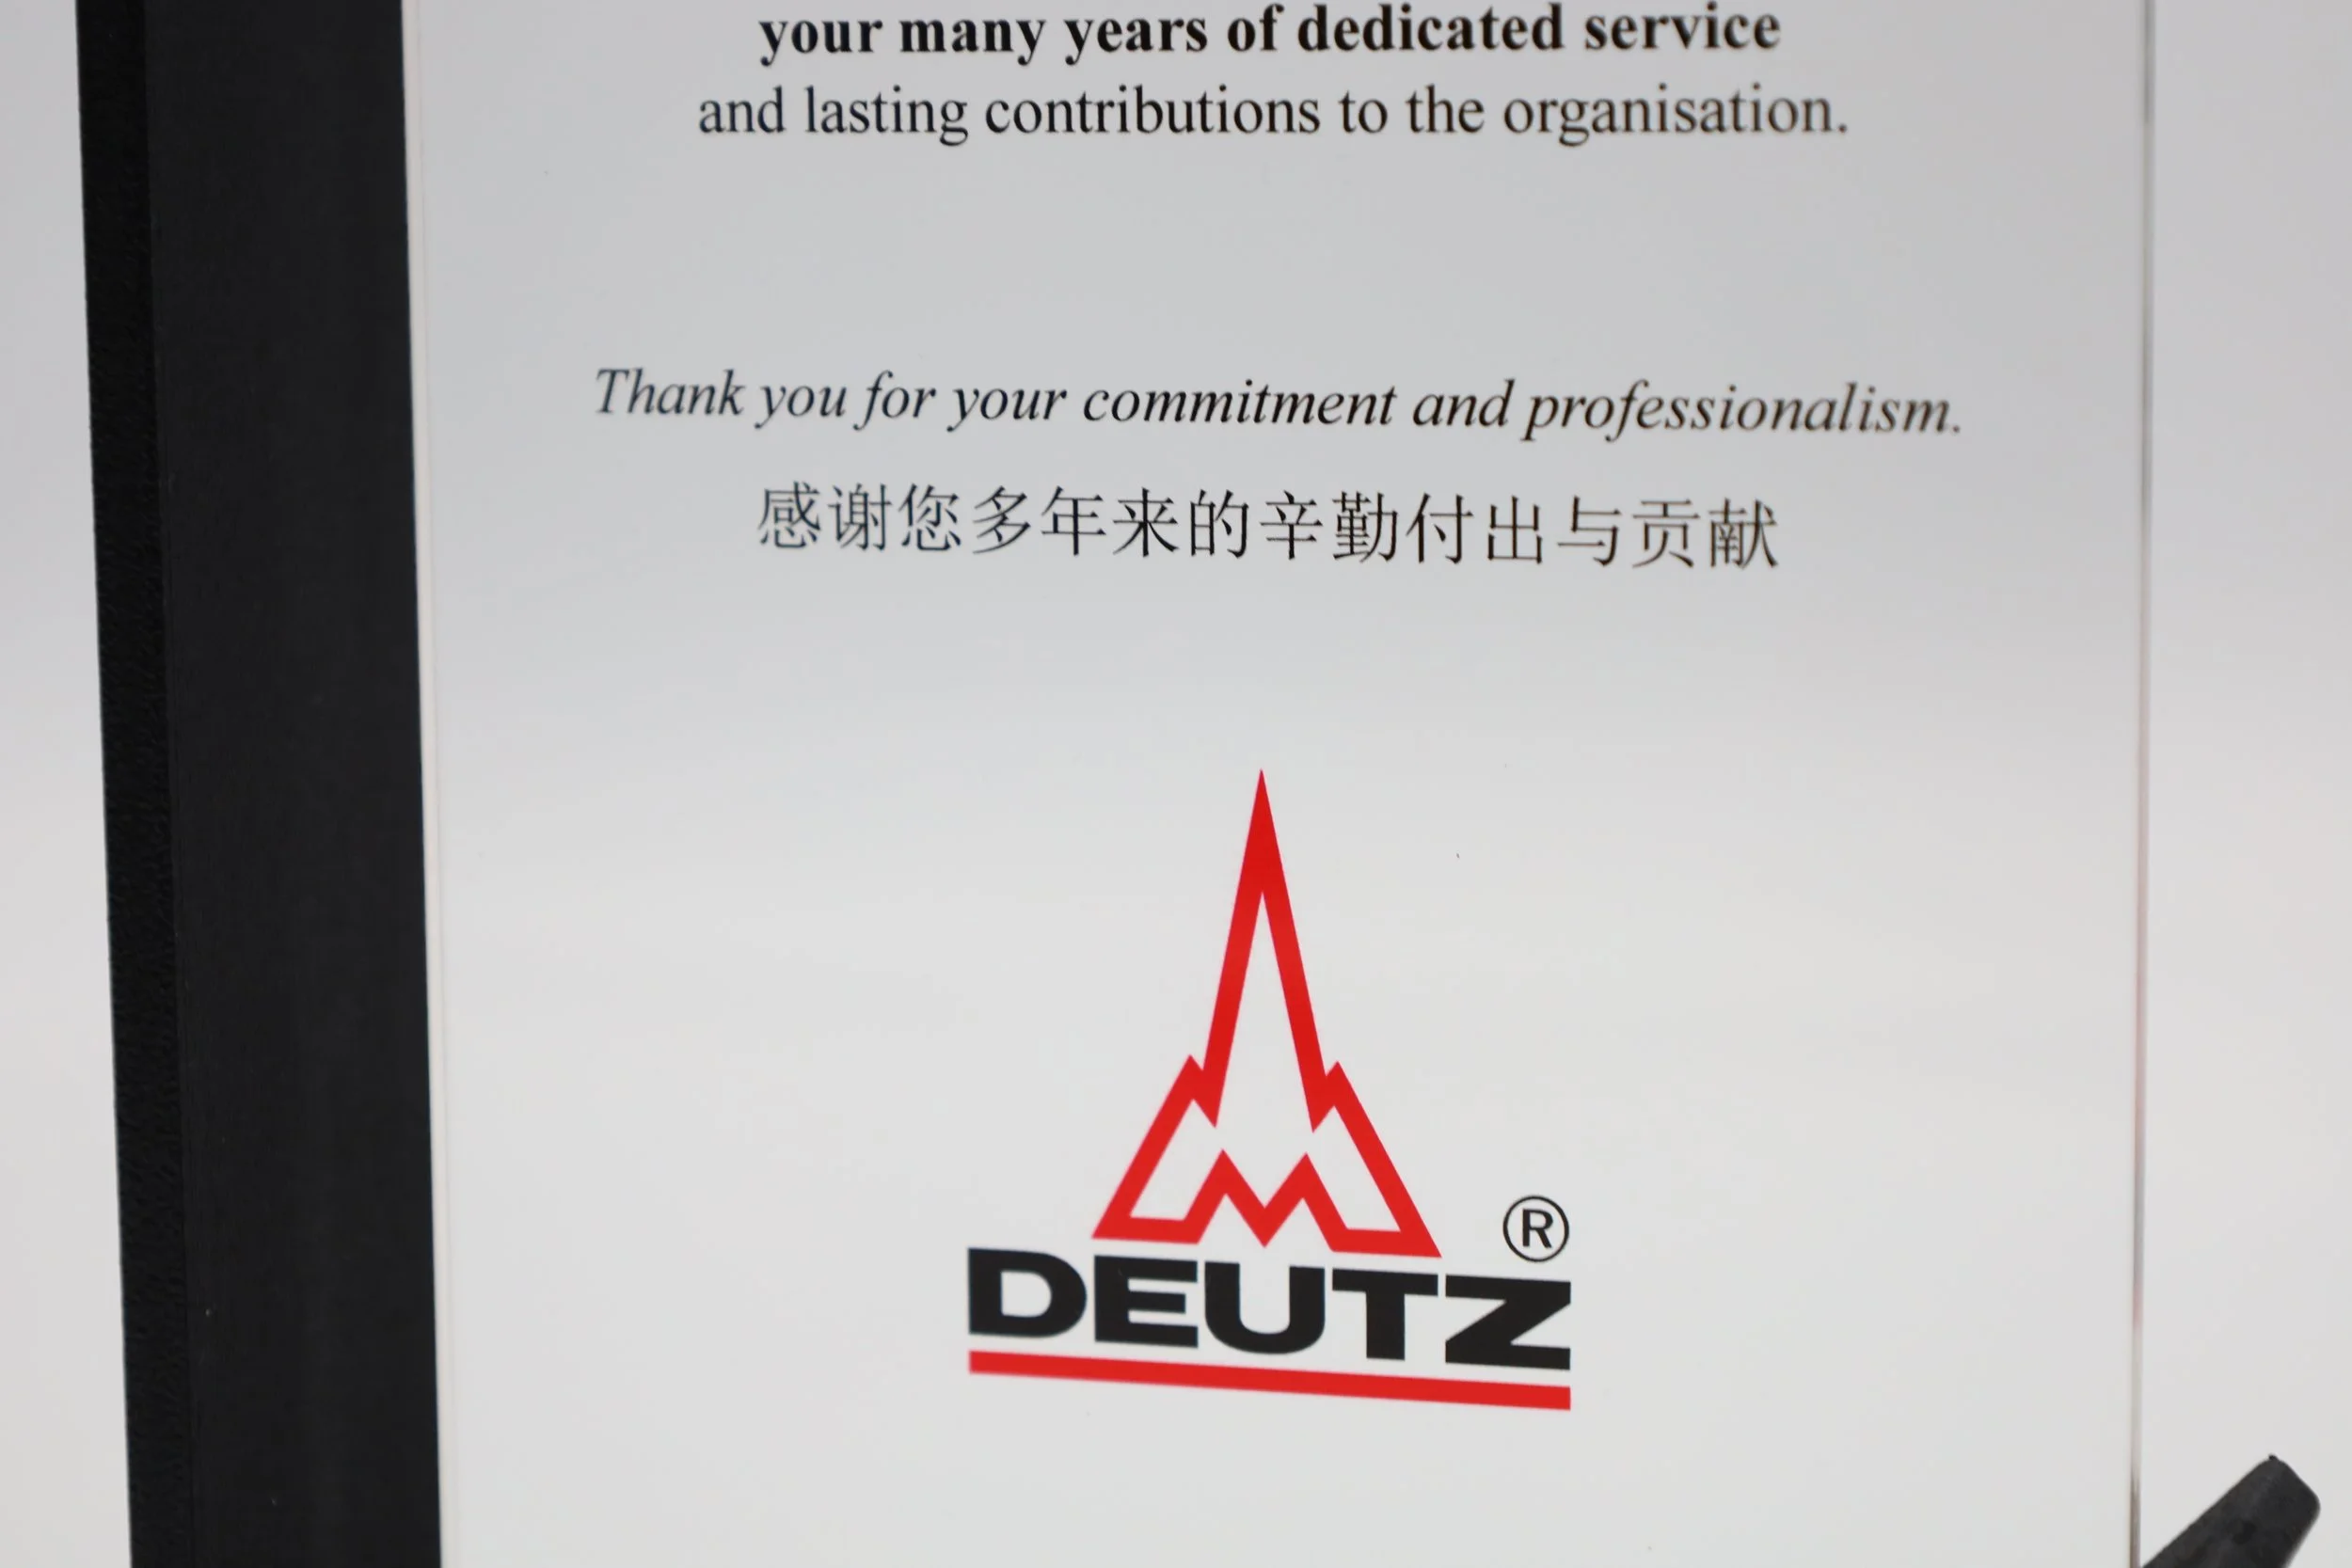 your many years of dedicated service
and lasting contributions to the organisation.
Thank you for your commitment and professionalism.
感谢您多年来的辛勤付出与贡献
®
DEUTZ